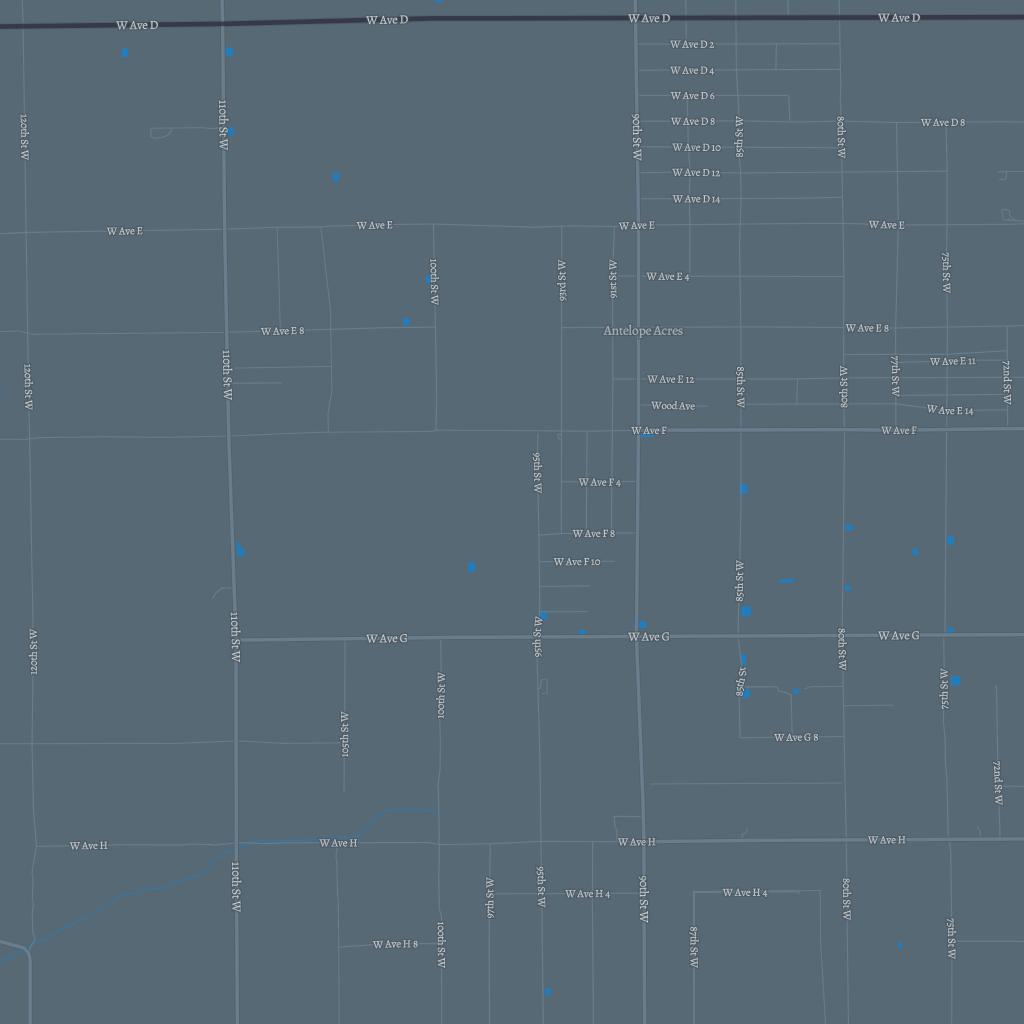 W Ave D
W Ave D
W Ave D
W Ave D
W Ave D 2
W Ave D 4
W Ave D 6
W Ave D 8
W Ave D 8
120th St W
110th St W
90th St W
85th St W
80th St W
W Ave D 10
W Ave D 12
W Ave D 14
W Ave E
W Ave E
W Ave E
W Ave E
100th St W
93rd St W
91st St W
W Ave E 4
75th St W
W Ave E 8
Antelope Acres
W Ave E 8
120th St W
110th St W
W Ave E 11
W Ave E 12
85th St W
80th St W
77th St W
72nd St W
Wood Ave
W Ave E 14
W Ave F
W Ave F
95th St W
W Ave F 4
W Ave F 8
W Ave F 10
85th St W
120th St W
110th St W
W Ave G
95th St W
W Ave G
W Ave G
80th St W
100th St W
85th St
75th St W
105th St W
W Ave G 8
72nd St W
W Ave H
W Ave H
W Ave H
W Ave H
110th St W
97th St W
95th St W
W Ave H 4
90th St W
W Ave H 4
80th St W
W Ave H 8
100th St W
87th St W
75th St W